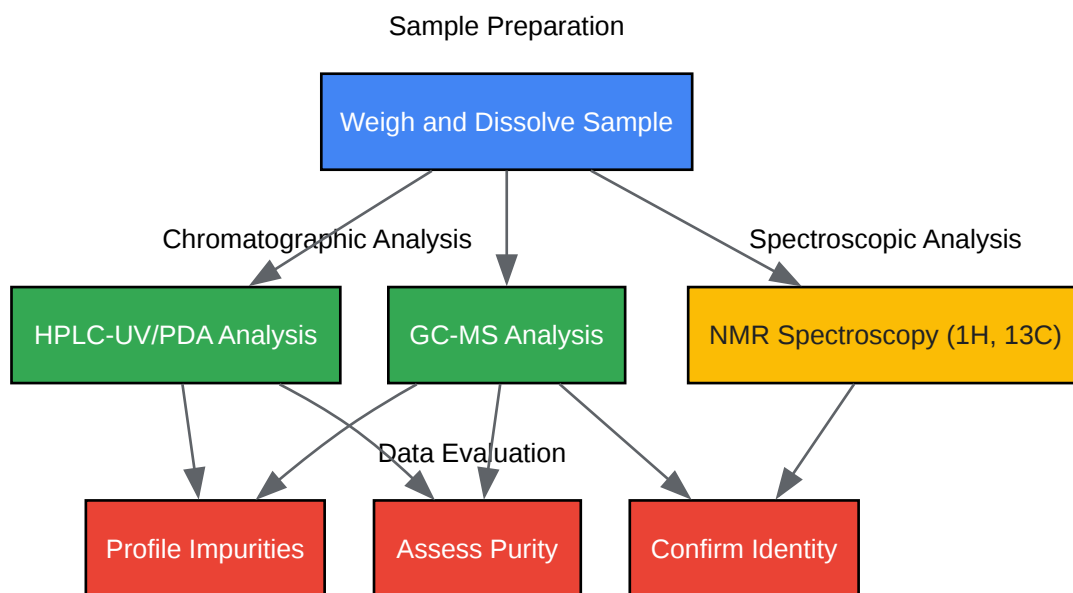 Sample Preparation
Weigh and Dissolve Sample
Chromatographic Analysis
Spectroscopic Analysis
HPLC-UV/PDA Analysis
GC-MS Analysis
NMR Spectroscopy (1H, 13C)
Data Evaluation
Profile Impurities
Assess Purity
Confirm Identity